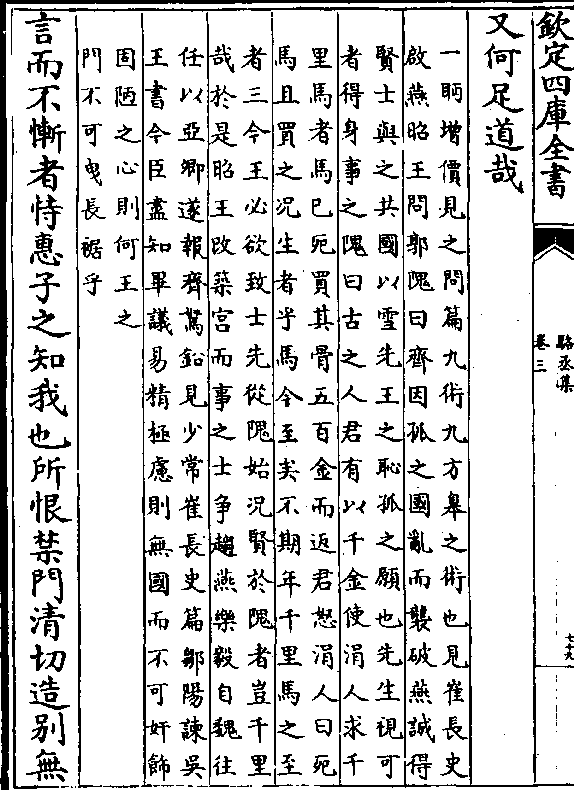 欽定四庫全書
駱丞集
卷三
七十九
又何足道哉
一眄增價見之問篇九術九方臯之術也見崔長史
啟燕昭王問郭隗曰齊因孤之國亂而襲破燕誠得
賢士與之共國以雪先王之恥孤之願也先生視可
者得身事之隗曰古之人君有以千金使涓人求千
里馬者馬已死買其骨五百金而返君怒涓人曰死
馬且買之况生者乎馬今至矣不期年千里馬之至
者三今王必欲致士先從隗始况賢於隗者豈千里
哉於是昭王改築宮而事之士争趨燕樂毅自魏往
任以亞卿遂報齊駑鉛見少常崔長史篇鄒陽諫吳
王書今臣盡知畢議易精極慮則無國而不可奸飾
固陋之心則何王之
門不可曳長裾乎
言而不慚者恃惠子之知我也所恨禁門清切造别無